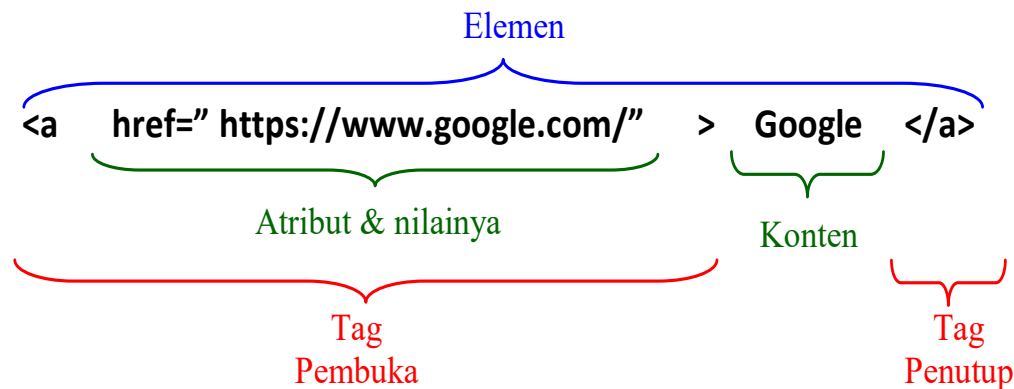 Elemen
<a href=” https://www.google.com/” > Google </a>
Atribut & nilainya
Konten
Tag
Pembuka
Tag
Penutup